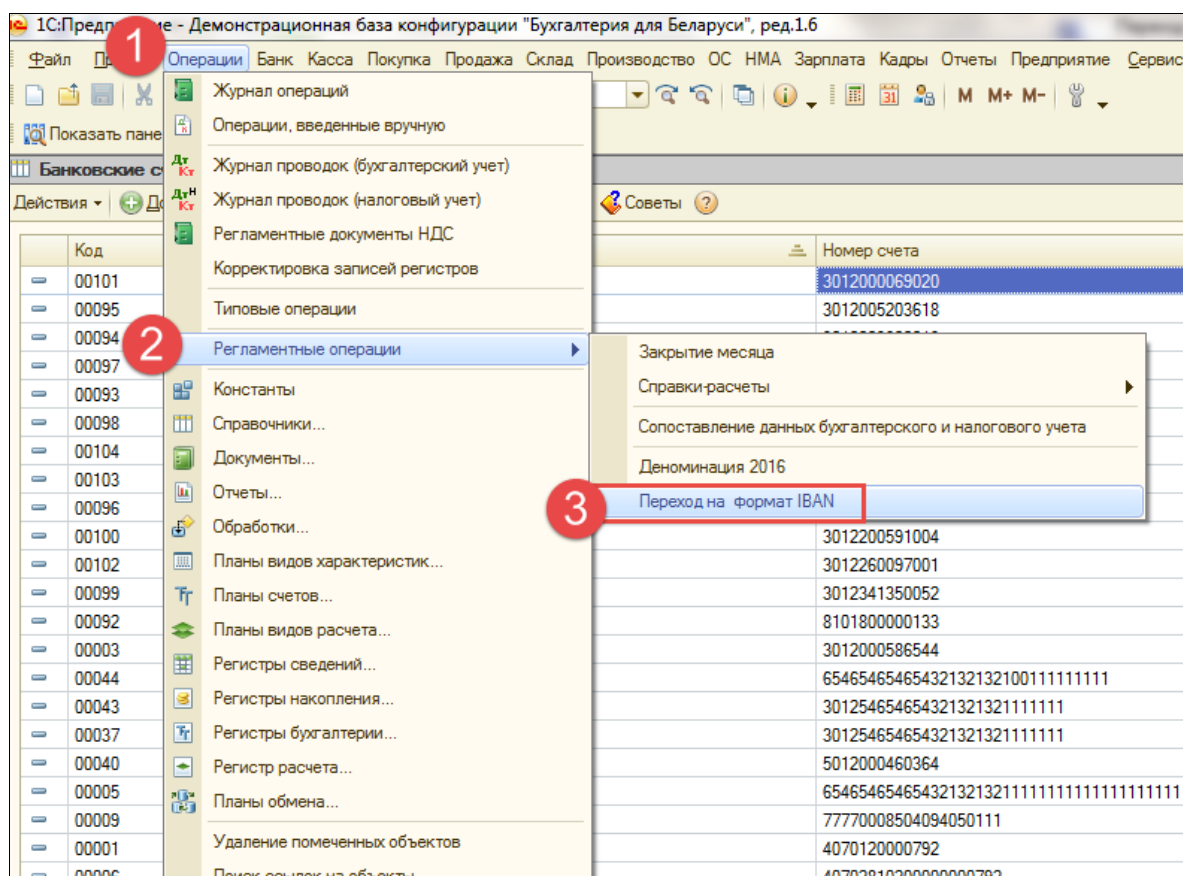 1С:Предпр е - Демонстрационная база конфигурации "Бухгалтерия для Беларуси", ред.1.6
1
Файл Операции Банк Касса Покупка Продажа Склад Производство ОС НМА Зарплата Кадры Отчеты Предприятие Сервис
M M+ M-
Показать пане
Банковские с
Действия
Советы
Журнал операций
Операции, введенные вручную
Журнал проводок (бухгалтерский учет)
Журнал проводок (налоговый учет)
Регламентные документы НДС
Корректировка записей регистров
Типовые операции
2
Регламентные операции
Константы
Справочники...
Документы...
Отчеты...
Обработки...
Планы видов характеристик...
Планы счетов...
Планы видов расчета...
Регистры сведений...
Регистры накопления...
Регистры бухгалтерии...
Регистр расчета...
Планы обмена...
Удаление помеченных объектов
Закрытие месяца
Справки-расчеты
Сопоставление данных бухгалтерского и налогового учета
Деноминация 2016
3
Переход на формат IBAN
Код Номер счета
00101 3012000069020
00095 3012005203618
00094
00097
00093
00098
00104
00103
00096
00100 3012200591004
00102 3012260097001
00099 3012341350052
00092 8101800000133
00003 3012000586544
00044 6546546546543213213210011111111
00043 3012546546543213213211111111
00037 3012546546543213213211111111
00040 5012000460364
00005
00009 77770008504094050111
00001 4070120000792